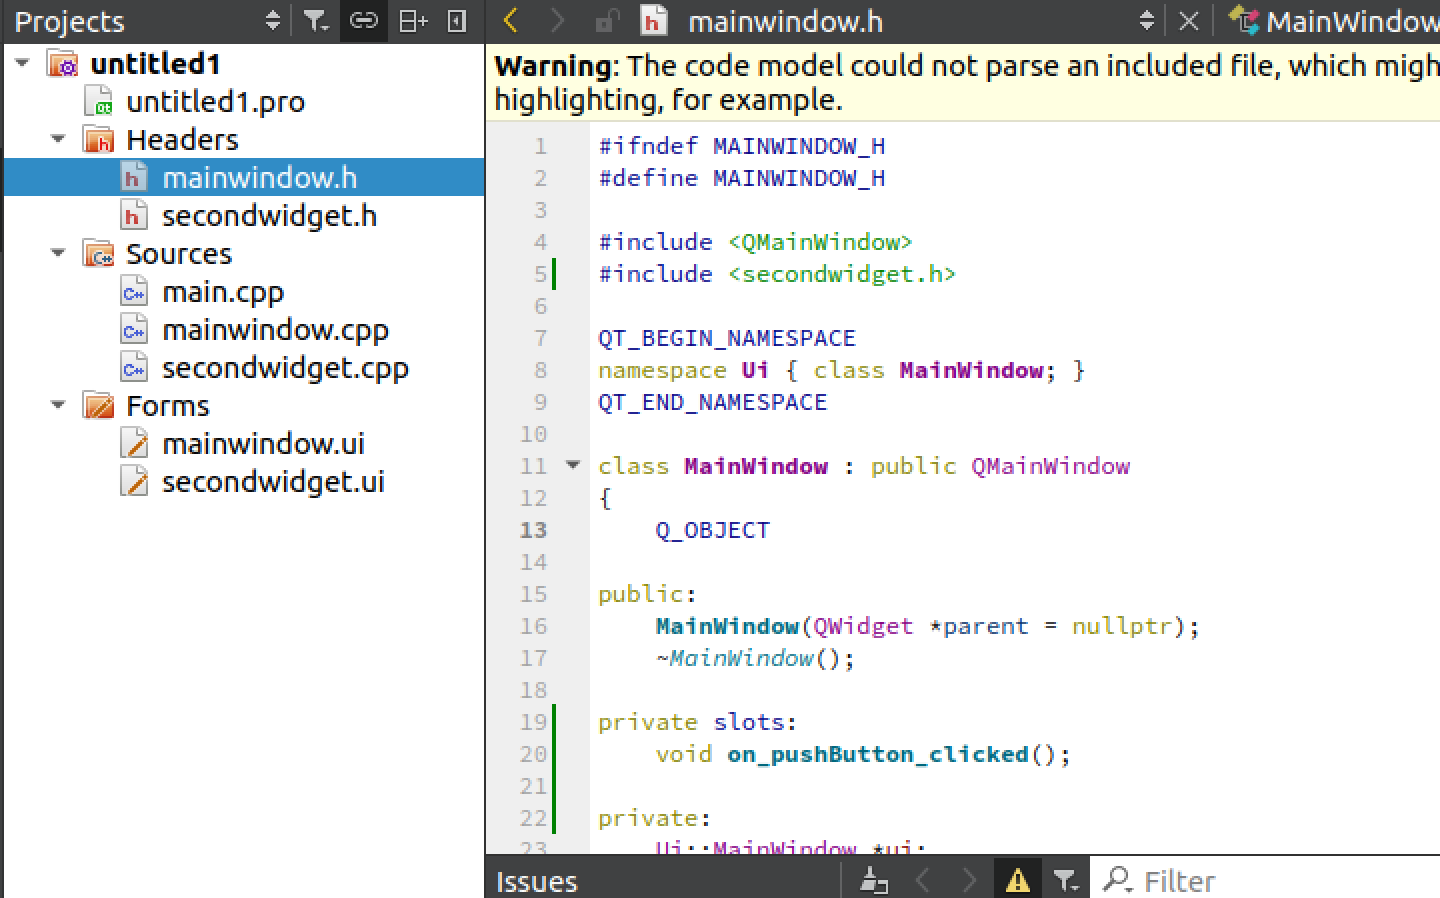 Projects
untitled1
untitled1.pro
Headers
mainwindow.h
secondwidget.h
Sources
main.cpp
mainwindow.cpp
secondwidget.cpp
Forms
mainwindow.ui
secondwidget.ui
mainwindow.h
MainWindow
Warning: The code model could not parse an included file, which migh
highlighting, for example.
1 #ifndef MAINWINDOW_H
2 #define MAINWINDOW_H
3
4 #include <QMainWindow>
5 #include <secondwidget.h>
6
7 QT_BEGIN_NAMESPACE
8 namespace Ui { class MainWindow; }
9 QT_END_NAMESPACE
10
11 class MainWindow : public QMainWindow
12 {
13 Q_OBJECT
14
15 public:
16 MainWindow(QWidget *parent = nullptr);
17 ~MainWindow();
18
19 private slots:
20 void on_pushButton_clicked();
21
22 private:
23 Ui::MainWindow *ui;
Issues
Filter